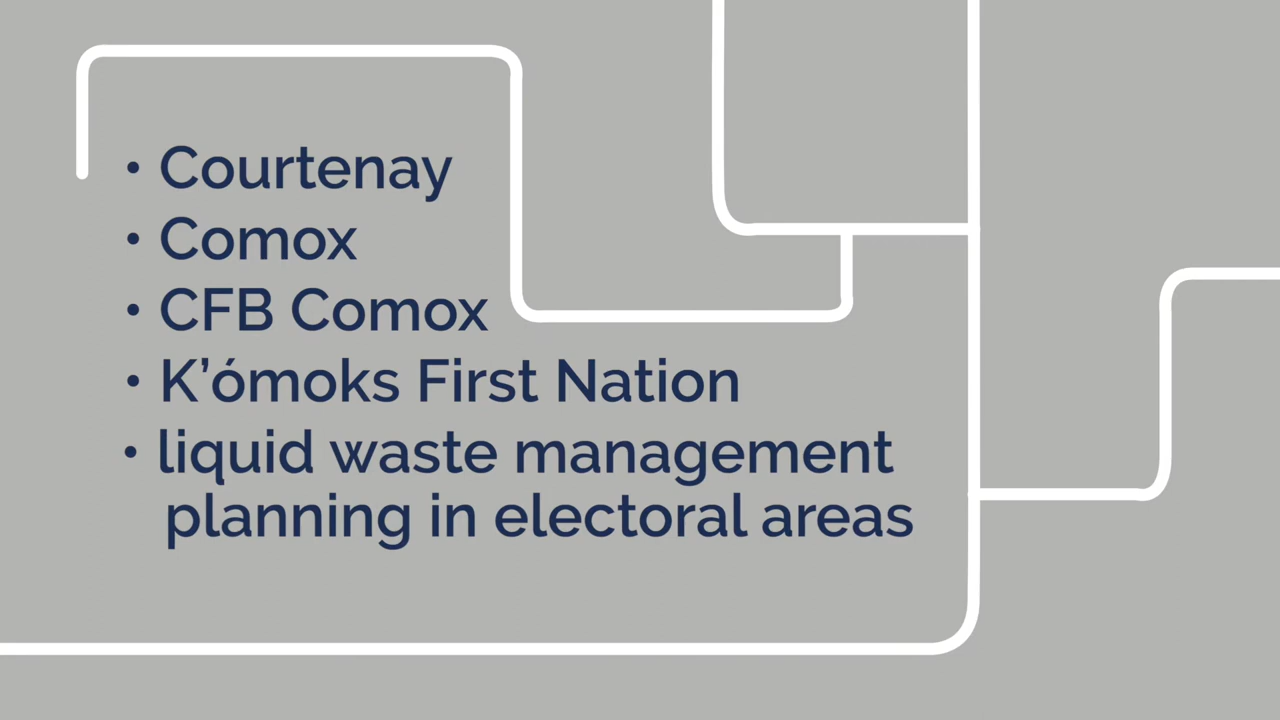 • Courtenay
• Comox
• CFB Comox
• K’ómoks First Nation
• liquid waste management
planning in electoral areas